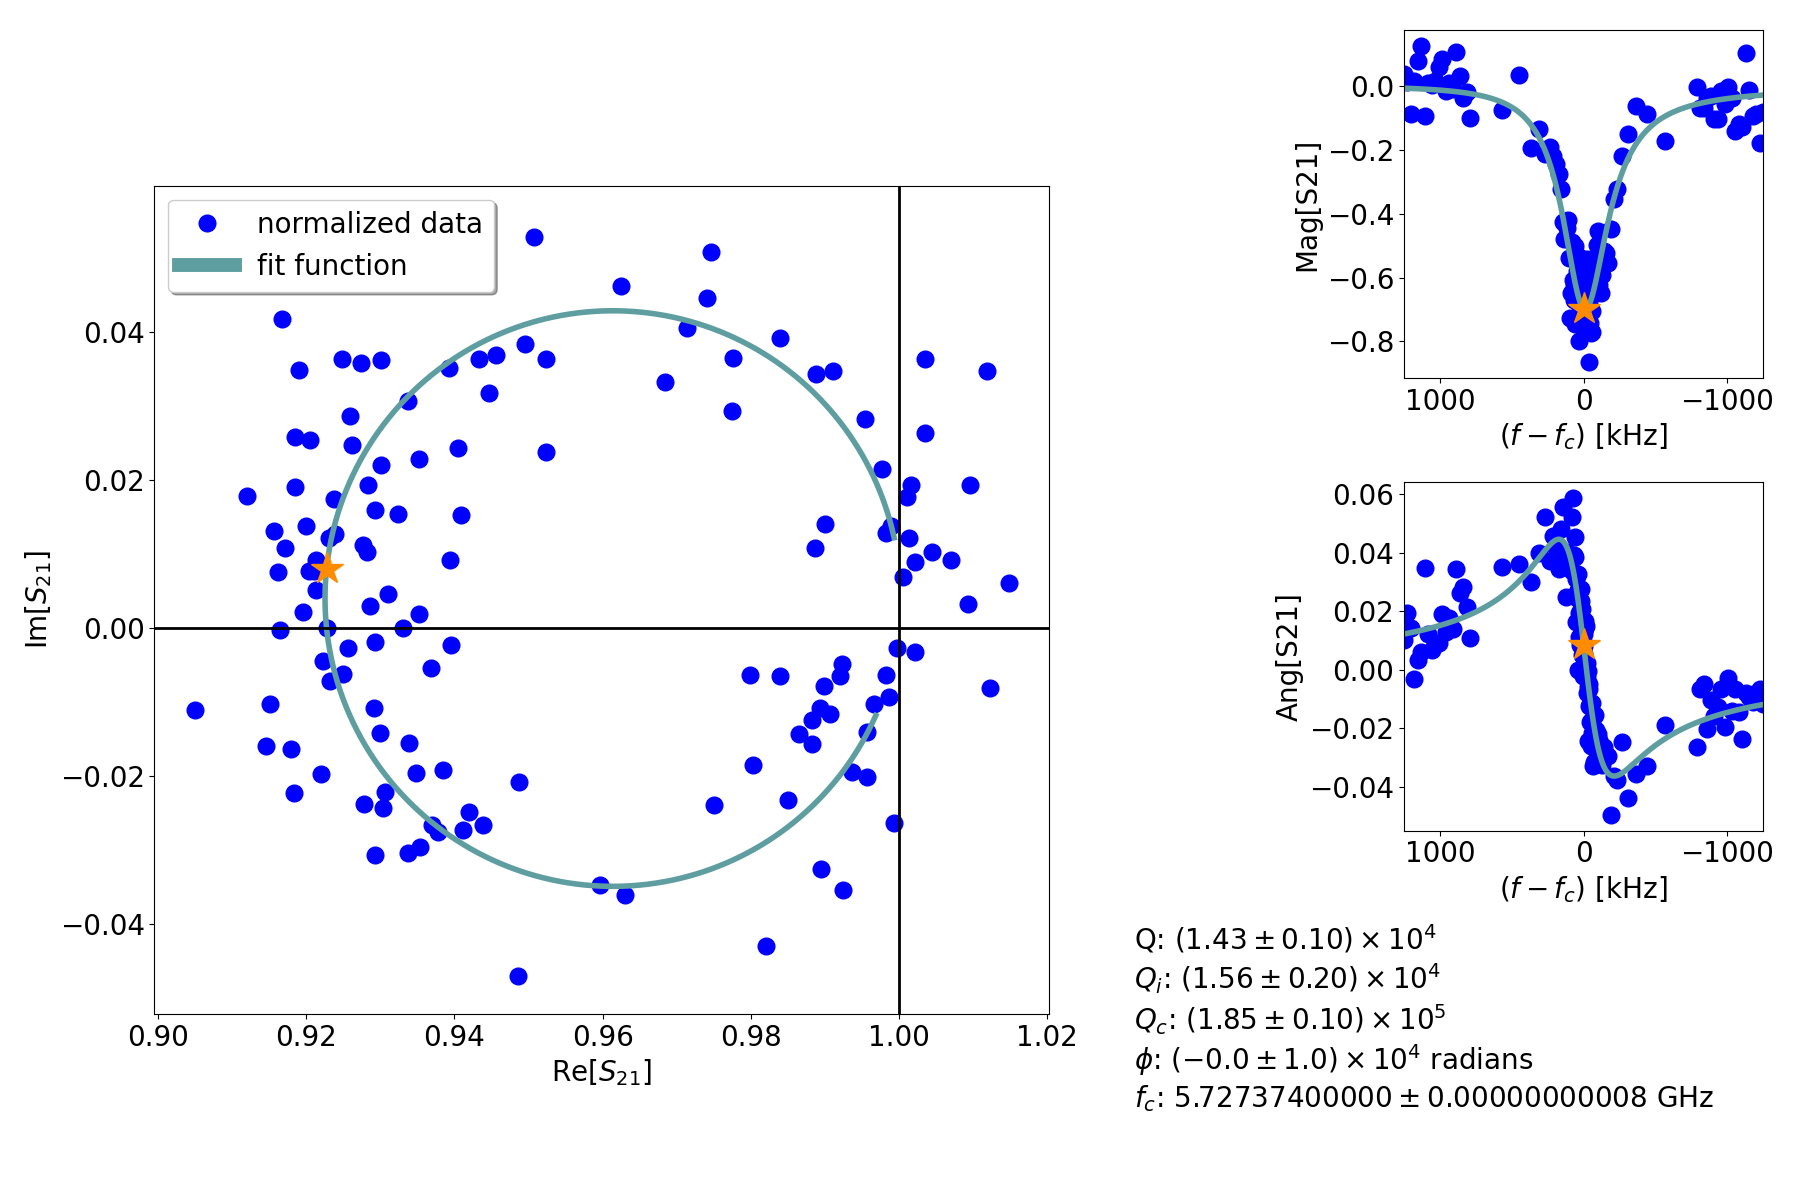 normalized data
fit function
0.04
0.02
0.00
−0.02
−0.04
Im[S21]
0.90 0.92 0.94 0.96 0.98 1.00 1.02
Re[S21]
0.0
−0.2
−0.4
−0.6
−0.8
Mag[S21]
1000 0 −1000
(f − fc) [kHz]
0.06
0.04
0.02
0.00
−0.02
−0.04
Ang[S21]
1000 0 −1000
(f − fc) [kHz]
Q: (1.43 ± 0.10) × 10^4
Qi: (1.56 ± 0.20) × 10^4
Qc: (1.85 ± 0.10) × 10^5
ϕ: (−0.0 ± 1.0) × 10^4 radians
fc: 5.72737400000 ± 0.00000000008 GHz